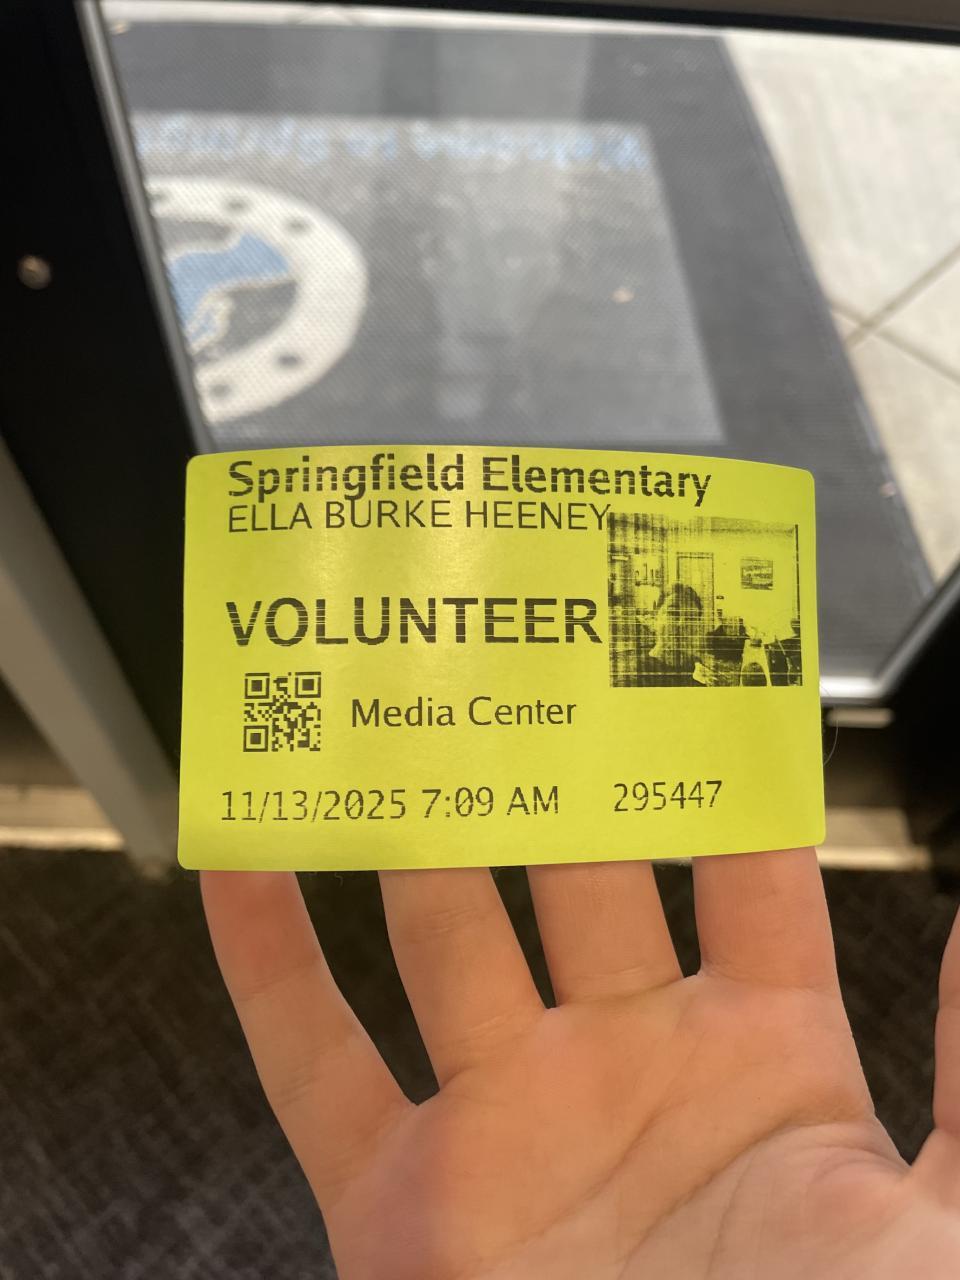 Springfield Elementary
ELLA BURKE HEENEY
VOLUNTEER
Media Center
11/13/2025 7:09 AM 295447